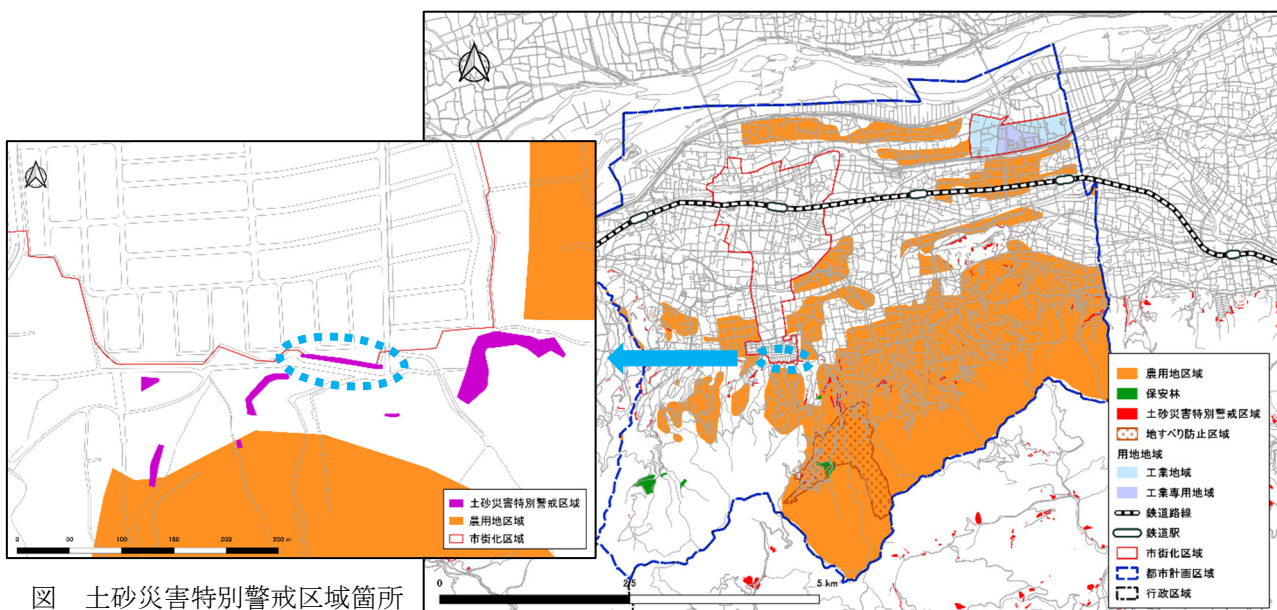 土砂災害特別警戒区域
農用地区域
市街化区域
0 50 100 150 200 m
図 土砂災害特別警戒区域箇所
農用地区域
保安林
土砂災害特別警戒区域
地すべり防止区域
用地地域
工業地域
工業専用地域
鉄道路線
鉄道駅
市街化区域
都市計画区域
行政区域
0 2.5 5 km